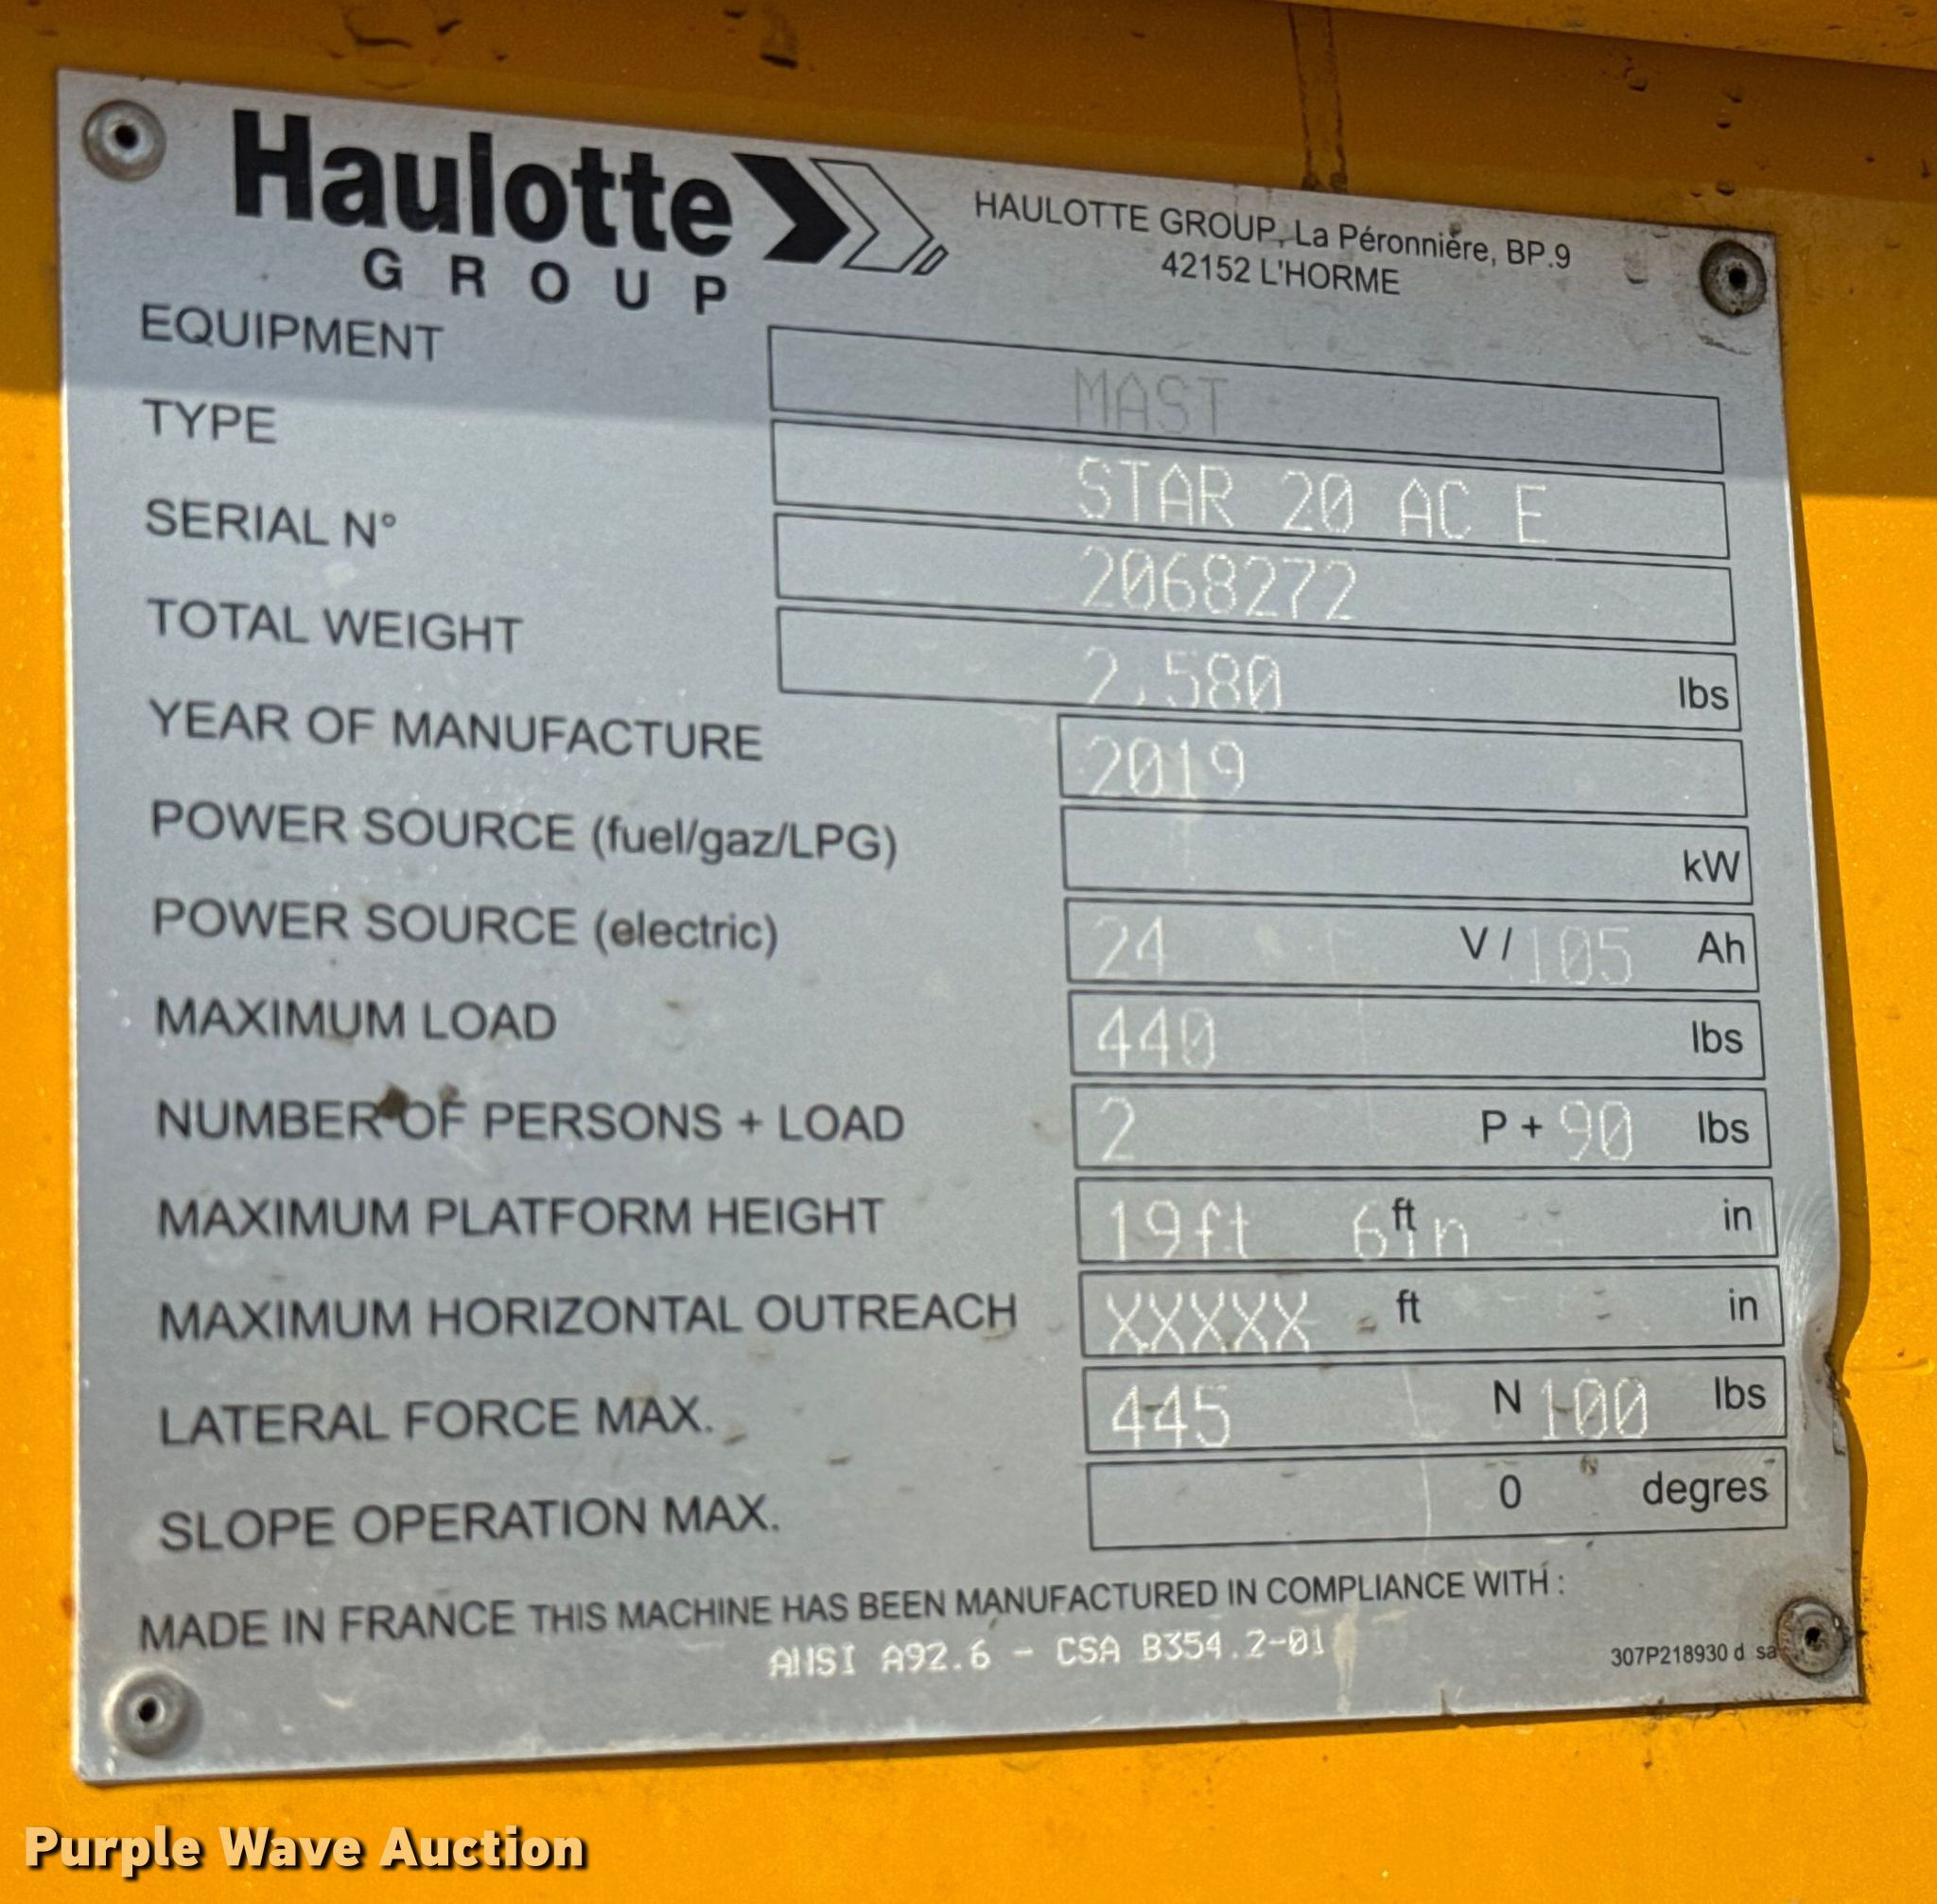 Haulotte
GROUP
HAULOTTE GROUP, La Péronnière, BP.9
42152 L'HORME
EQUIPMENT MAST
TYPE STAR 20 AC E
SERIAL N° 2068272
TOTAL WEIGHT 2,580 lbs
YEAR OF MANUFACTURE 2019
POWER SOURCE (fuel/gaz/LPG) kW
POWER SOURCE (electric) 24 V / 105 Ah
MAXIMUM LOAD 440 lbs
NUMBER OF PERSONS + LOAD 2 P + 90 lbs
MAXIMUM PLATFORM HEIGHT 19ft 6in ft in
MAXIMUM HORIZONTAL OUTREACH XXXXX ft in
LATERAL FORCE MAX. 445 N 100 lbs
SLOPE OPERATION MAX. 0 degres
MADE IN FRANCE THIS MACHINE HAS BEEN MANUFACTURED IN COMPLIANCE WITH :
ANSI A92.6 - CSA B354.2-01
307P218930 d sa
Purple Wave Auction